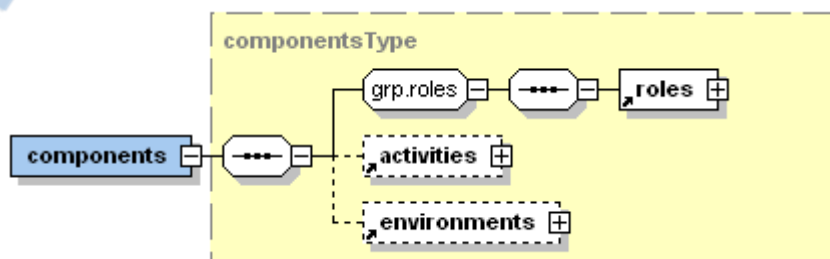 componentsType
grp.roles
roles
components
activities
environments